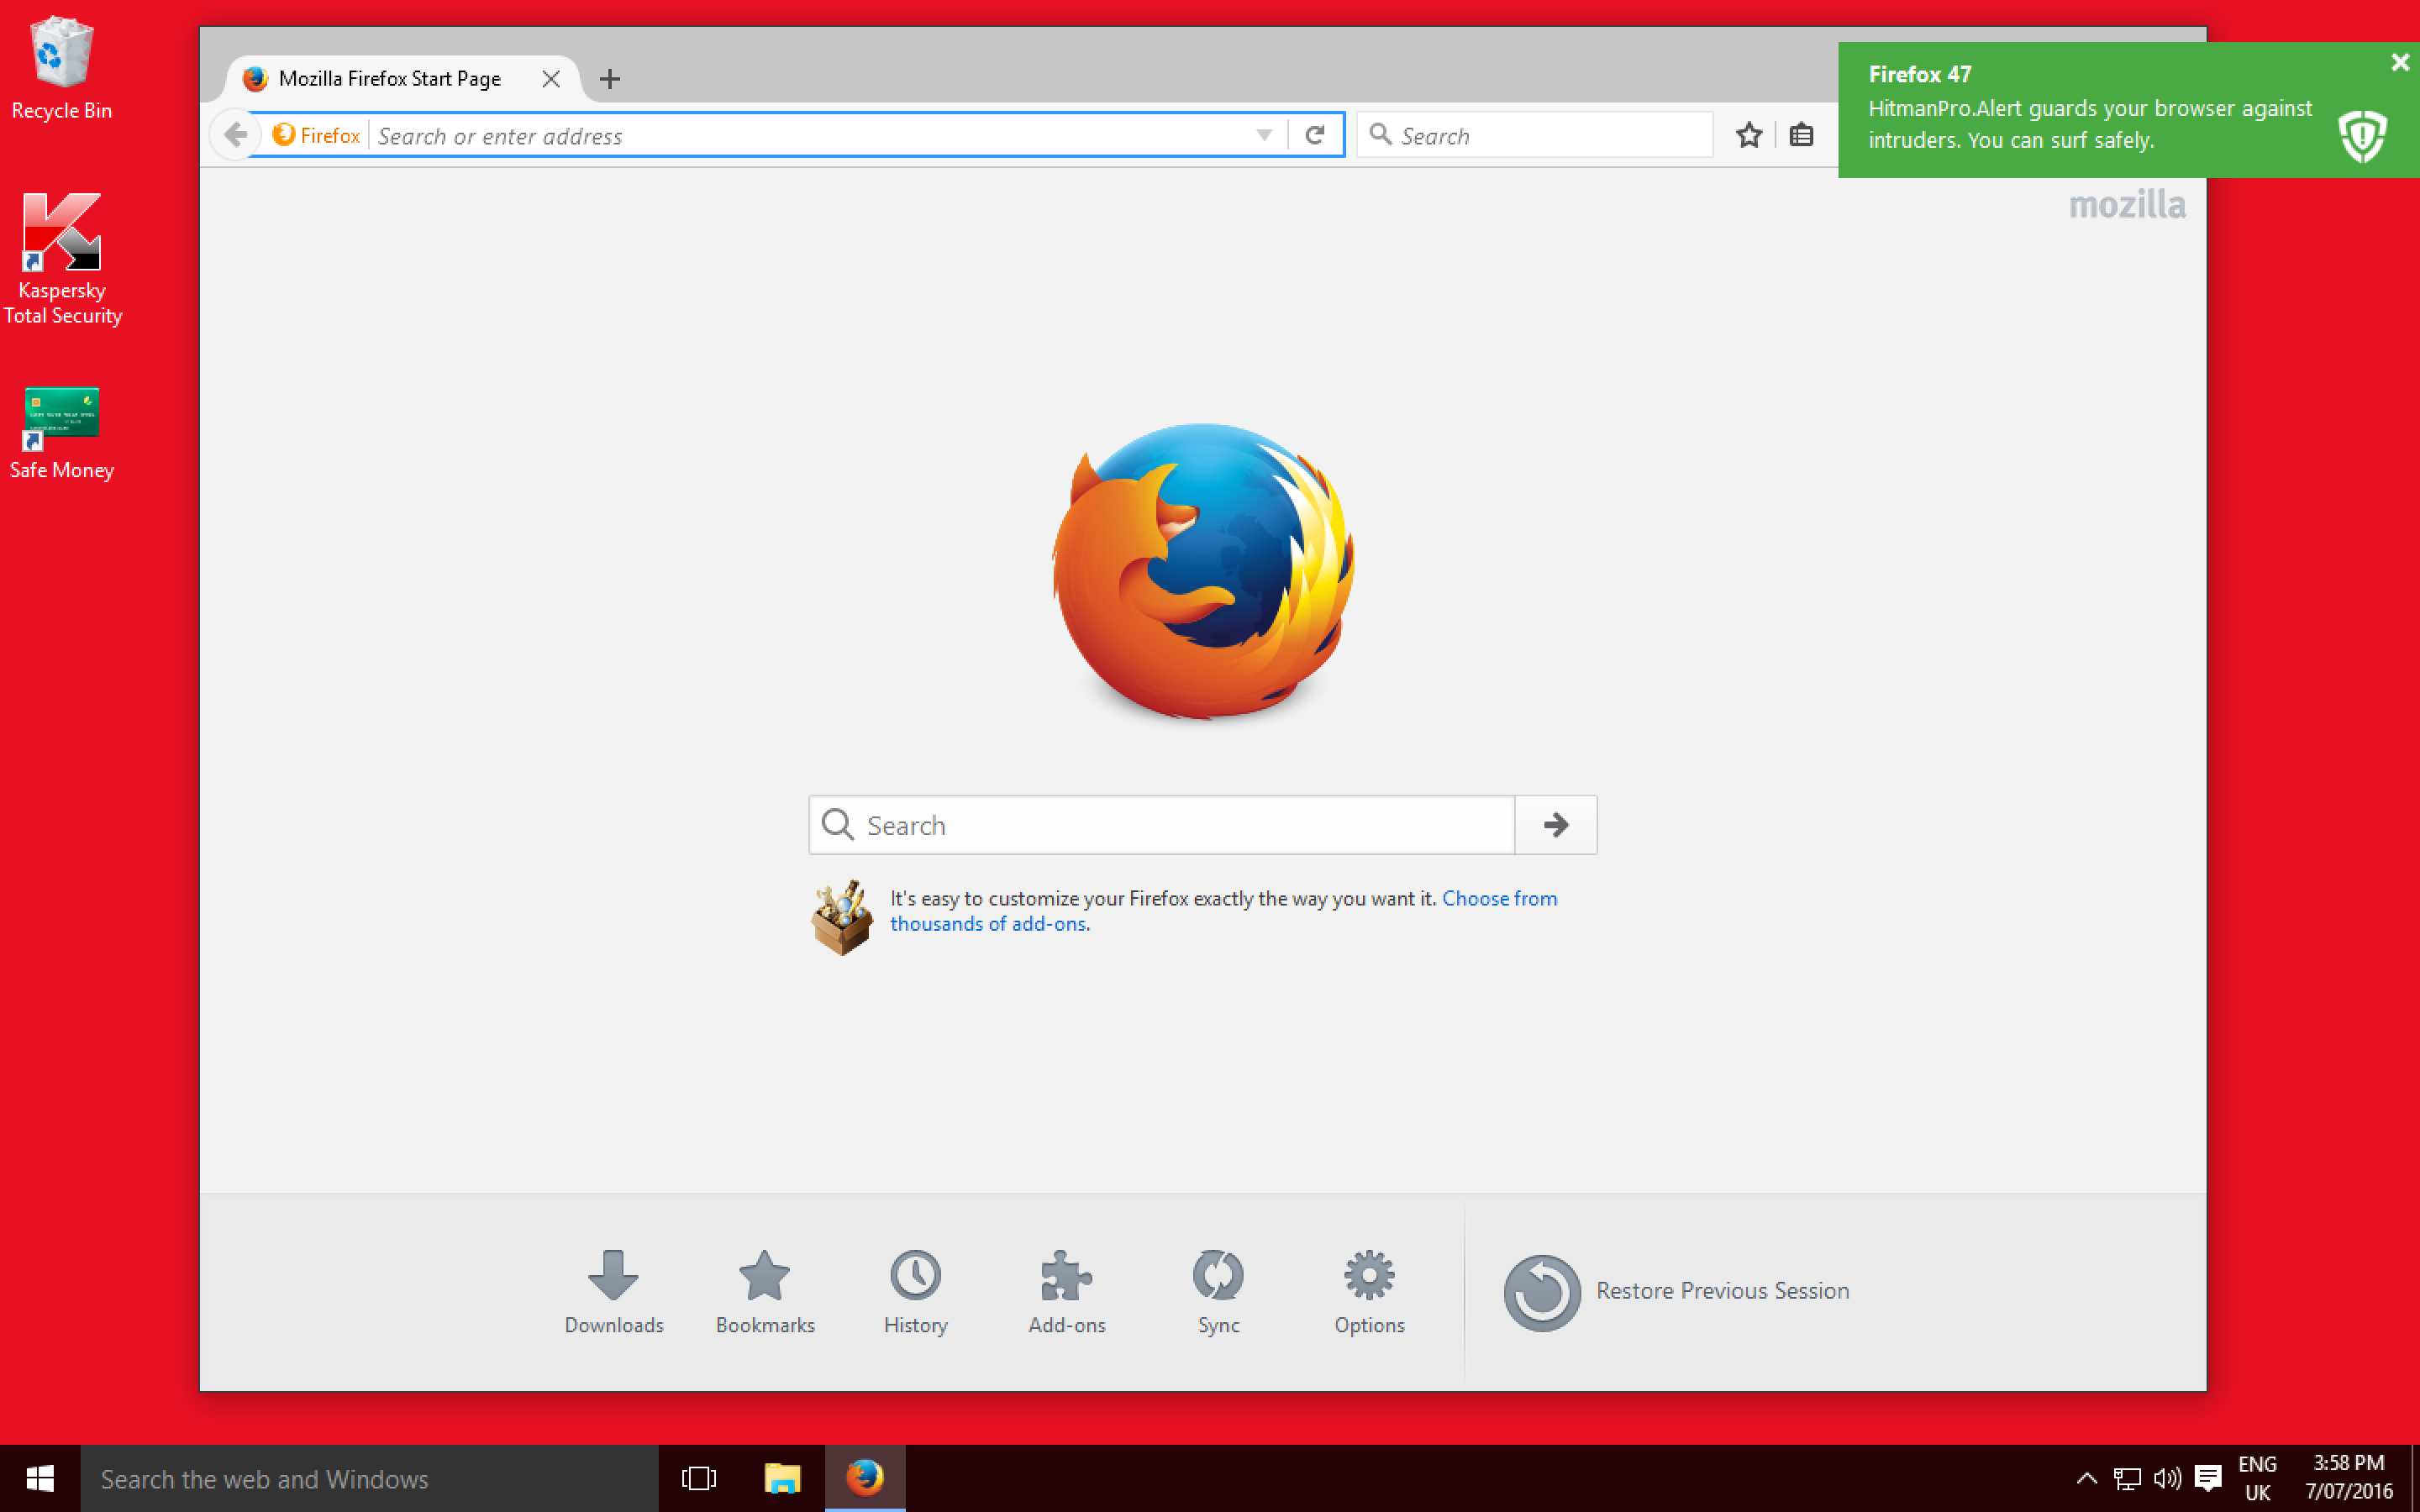 Recycle Bin
Kaspersky
Total Security
Safe Money
Mozilla Firefox Start Page
Firefox
Search or enter address
Search
Firefox 47
HitmanPro.Alert guards your browser against
intruders. You can surf safely.
mozilla
Search
It's easy to customize your Firefox exactly the way you want it. Choose from
thousands of add-ons.
Downloads
Bookmarks
History
Add-ons
Sync
Options
Restore Previous Session
Search the web and Windows
ENG
UK
3:58 PM
7/07/2016